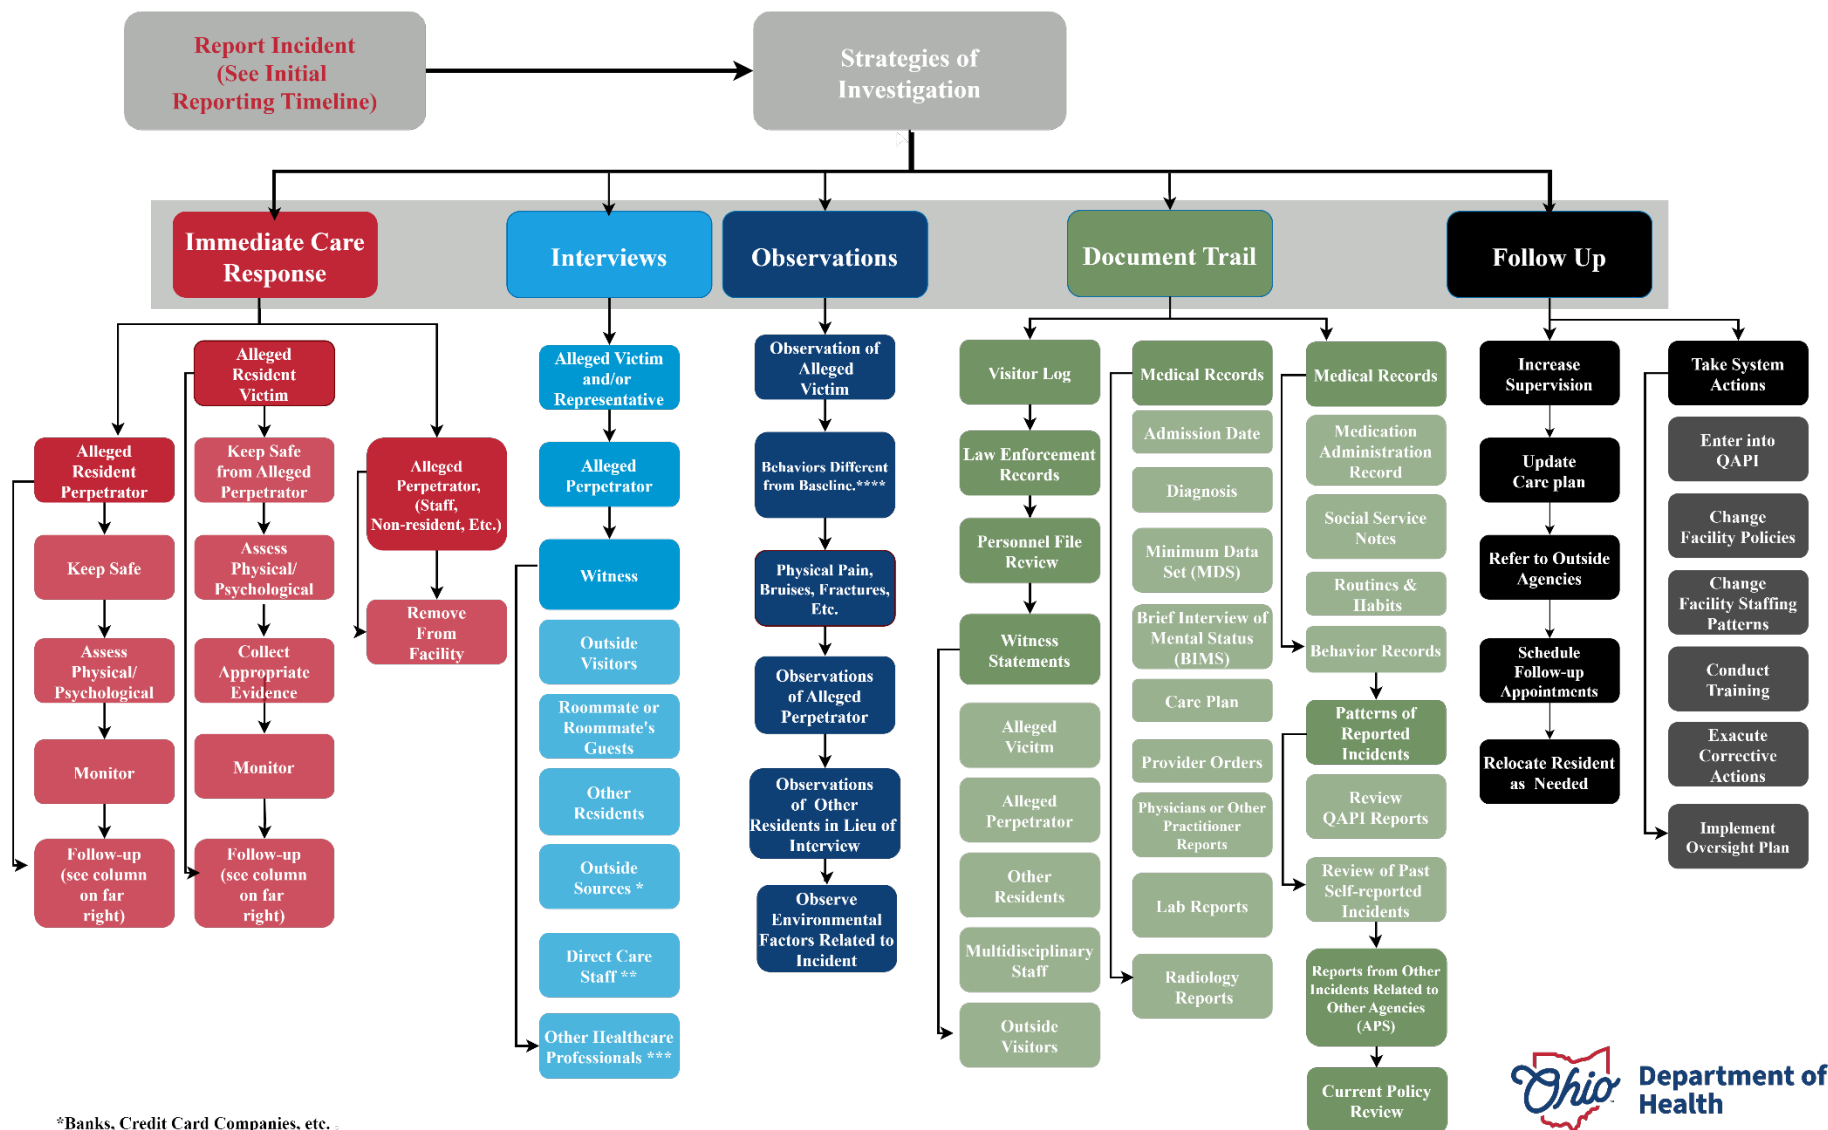 Report Incident
(See Initial
Reporting Timeline)
Strategies of
Investigation
Immediate Care
Response
Interviews
Observations
Document Trail
Follow Up
Alleged
Resident
Victim
Alleged
Resident
Perpetrator
Keep Safe
Assess
Physical/
Psychological
Monitor
Follow-up
(see column
on far
right)
Keep Safe
from Alleged
Perpetrator
Assess
Physical/
Psychological
Collect
Appropriate
Evidence
Monitor
Follow-up
(see column
on far
right)
Alleged
Perpetrator,
(Staff,
Non-resident, Etc.)
Remove
From
Facility
Alleged Victim
and/or
Representative
Alleged
Perpetrator
Witness
Outside
Visitors
Roommate or
Roommate's
Guests
Other
Residents
Outside
Sources *
Direct Care
Staff **
Other Healthcare
Professionals ***
Observation of
Alleged
Victim
Behaviors Different
from Baseline.****
Physical Pain,
Bruises, Fractures,
Etc.
Observations
of Alleged
Perpetrator
Observations
of Other
Residents in Lieu of
Interview
Observe
Environmental
Factors Related to
Incident
Visitor Log
Law Enforcement
Records
Personnel File
Review
Witness
Statements
Alleged
Vicitm
Alleged
Perpetrator
Other
Residents
Multidisciplinary
Staff
Outside
Visitors
Medical Records
Admission Date
Diagnosis
Minimum Data
Set (MDS)
Brief Interview of
Mental Status
(BIMS)
Care Plan
Provider Orders
Physicians or Other
Practitioner
Reports
Lab Reports
Radiology
Reports
Medical Records
Medication
Administration
Record
Social Service
Notes
Routines &
Habits
Behavior Records
Patterns of
Reported
Incidents
Review
QAPI Reports
Review of Past
Self-reported
Incidents
Reports from Other
Incidents Related to
Other Agencies
(APS)
Current Policy
Review
Increase
Supervision
Update
Care plan
Refer to Outside
Agencies
Schedule
Follow-up
Appointments
Relocate Resident
as Needed
Take System
Actions
Enter into
QAPI
Change
Facility Policies
Change
Facility Staffing
Patterns
Conduct
Training
Exacute
Corrective
Actions
Implement
Oversight Plan
*Banks, Credit Card Companies, etc.
Ohio
Department of
Health